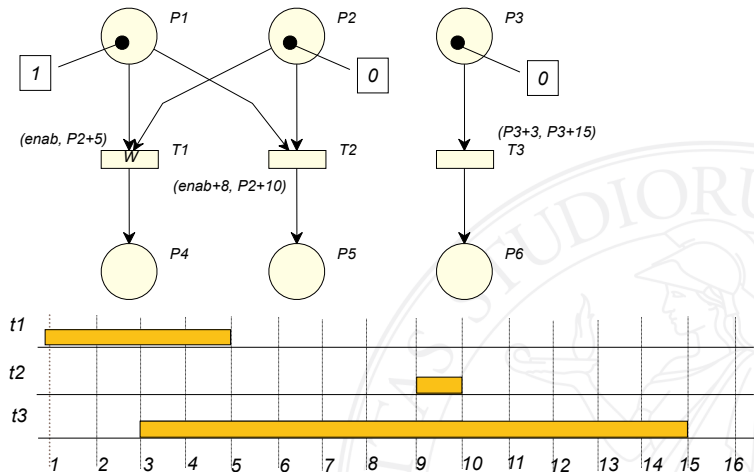 P1
P2
P3
1
0
0
(enab, P2+5)
W
T1
T2
(P3+3, P3+15)
T3
(enab+8, P2+10)
P4
P5
P6
t1
t2
t3
1 2 3 4 5 6 7 8 9 10 11 12 13 14 15 16
STUDIORU